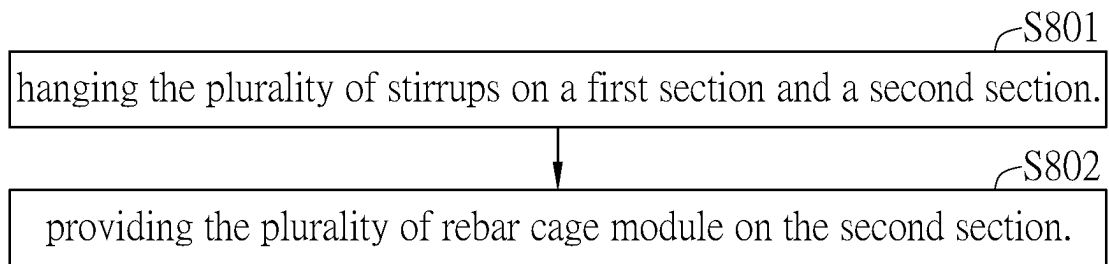 S801
hanging the plurality of stirrups on a first section and a second section.
S802
providing the plurality of rebar cage module on the second section.